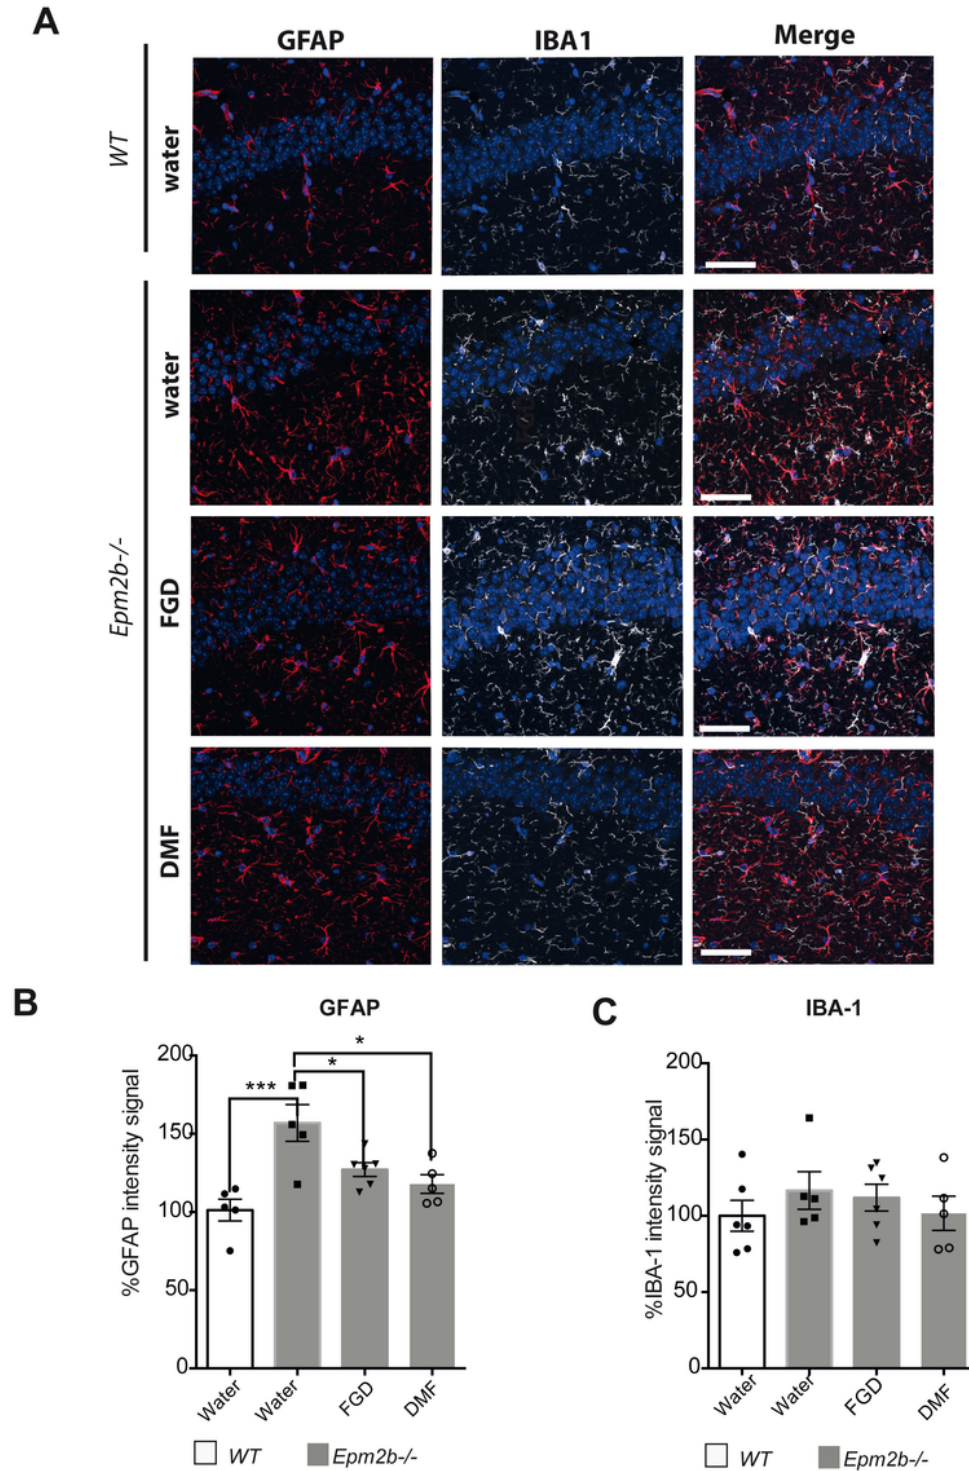 A
GFAP IBA1 Merge
WT
water
Epm2b-/-
water
FGD
DMF
B
GFAP
%GFAP intensity signal
200
150
100
50
0
***
*
*
Water Water FGD DMF
WT Epm2b-/-
C
IBA-1
%IBA-1 intensity signal
200
150
100
50
0
Water Water FGD DMF
WT Epm2b-/-